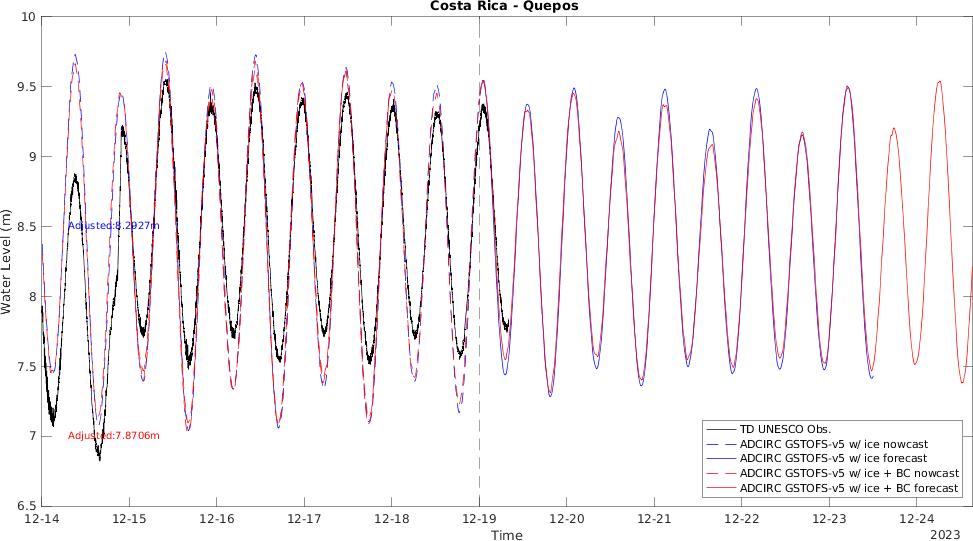 Costa Rica - Quepos
10
9.5
9
8.5
8
7.5
7
6.5
Water Level (m)
Adjusted:8.2927m
Adjusted:7.8706m
TD UNESCO Obs.
ADCIRC GSTOFS-v5 w/ ice nowcast
ADCIRC GSTOFS-v5 w/ ice forecast
ADCIRC GSTOFS-v5 w/ ice + BC nowcast
ADCIRC GSTOFS-v5 w/ ice + BC forecast
12-14 12-15 12-16 12-17 12-18 12-19 12-20 12-21 12-22 12-23 12-24
Time
2023